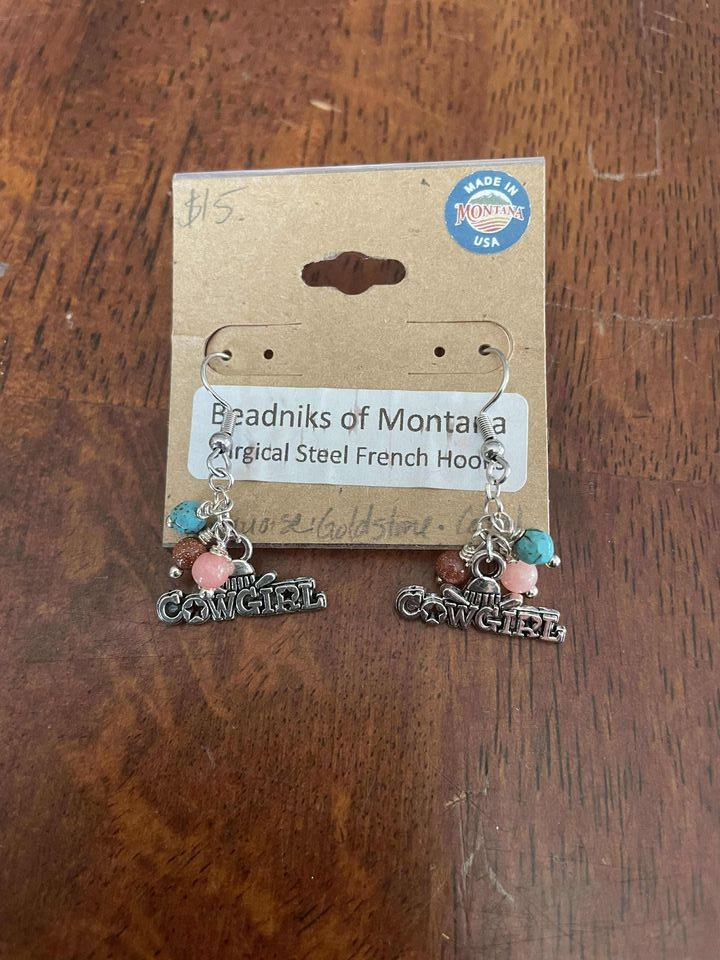 $15
MADE IN
MONTANA
USA
Beadniks of Montana
Surgical Steel French Hooks
Goldstone.
COWGIRL
COWGIRL